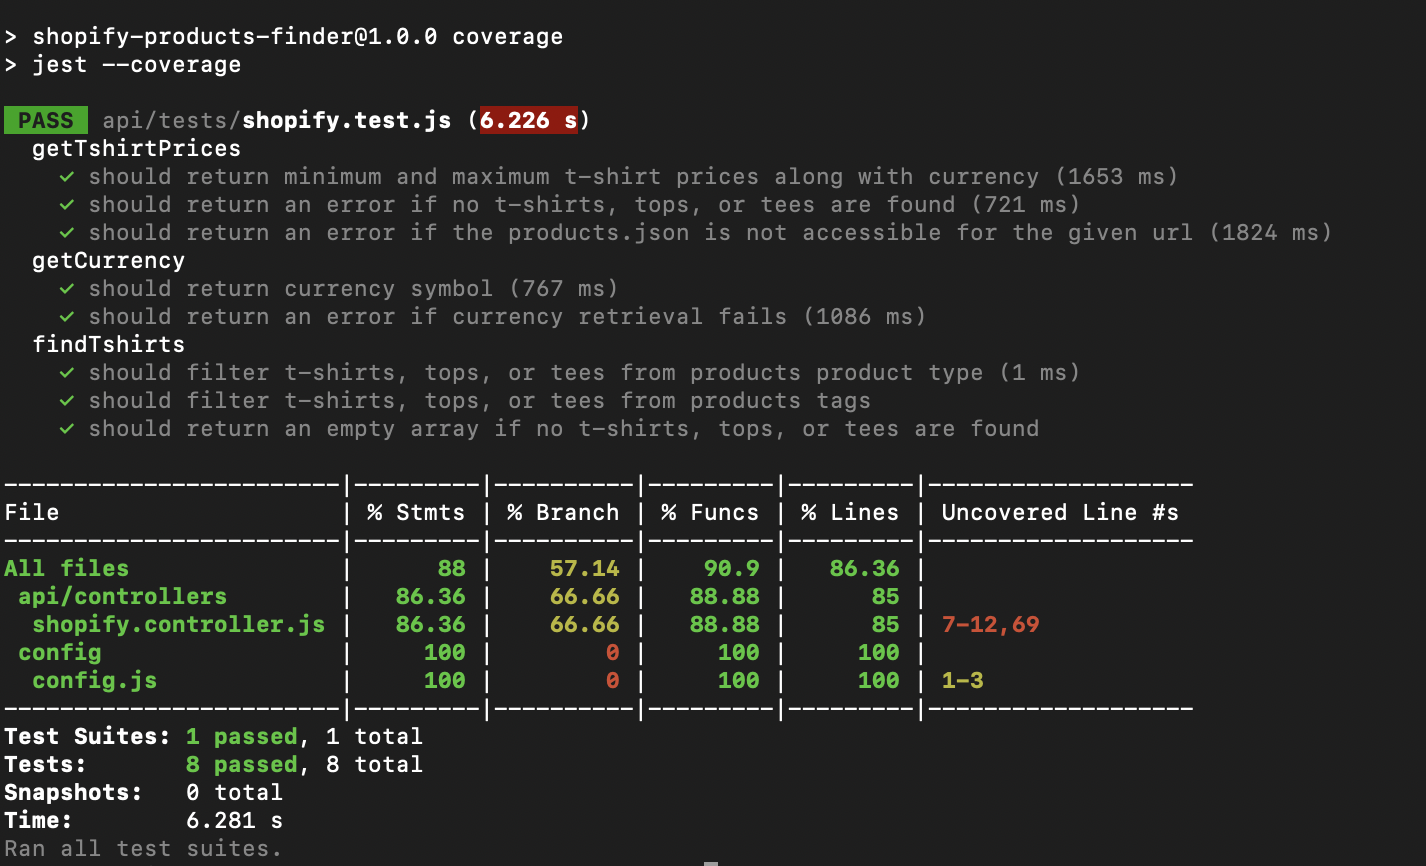 > shopify-products-finder@1.0.0 coverage
> jest --coverage
PASS api/tests/shopify.test.js (6.226 s)
getTshirtPrices
✓ should return minimum and maximum t-shirt prices along with currency (1653 ms)
✓ should return an error if no t-shirts, tops, or tees are found (721 ms)
✓ should return an error if the products.json is not accessible for the given url (1824 ms)
getCurrency
✓ should return currency symbol (767 ms)
✓ should return an error if currency retrieval fails (1086 ms)
findTshirts
✓ should filter t-shirts, tops, or tees from products product type (1 ms)
✓ should filter t-shirts, tops, or tees from products tags
✓ should return an empty array if no t-shirts, tops, or tees are found
------------------------|---------|----------|---------|---------|-------------------
File                    | % Stmts | % Branch | % Funcs | % Lines | Uncovered Line #s
------------------------|---------|----------|---------|---------|-------------------
All files               |      88 |    57.14 |    90.9 |   86.36 |
 api/controllers        |   86.36 |    66.66 |   88.88 |      85 |
  shopify.controller.js |   86.36 |    66.66 |   88.88 |      85 | 7-12,69
 config                 |     100 |        0 |     100 |     100 |
  config.js             |     100 |        0 |     100 |     100 | 1-3
------------------------|---------|----------|---------|---------|-------------------
Test Suites: 1 passed, 1 total
Tests:       8 passed, 8 total
Snapshots:   0 total
Time:        6.281 s
Ran all test suites.